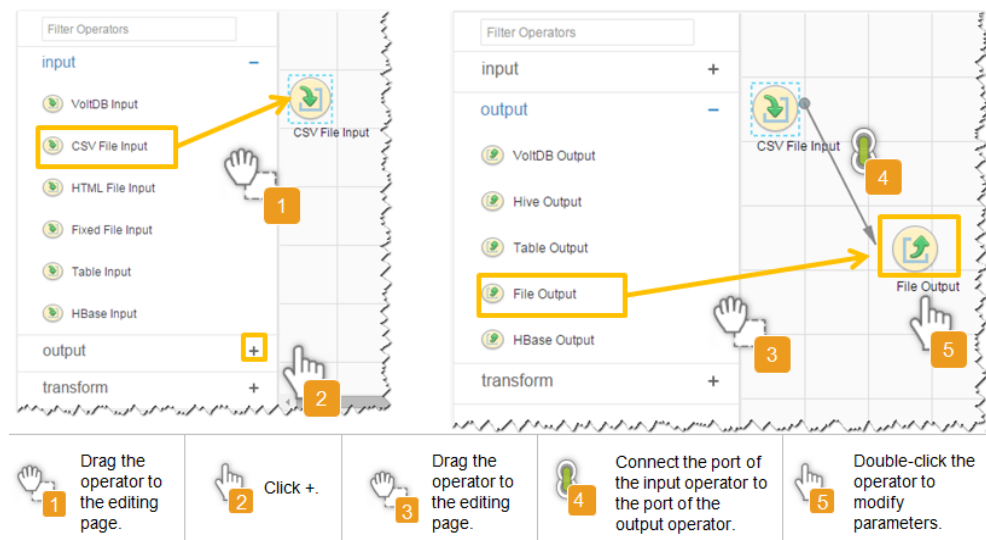 Filter Operators
input −
VoltDB Input
CSV File Input
HTML File Input
Fixed File Input
Table Input
HBase Input
output +
transform +
CSV File Input
1
2
Filter Operators
input +
output −
VoltDB Output
Hive Output
Table Output
File Output
HBase Output
transform +
CSV File Input
4
File Output
3
5
1
Drag the
operator to
the editing
page.
2
Click +.
3
Drag the
operator to
the editing
page.
4
Connect the port of
the input operator to
the port of the
output operator.
5
Double-click the
operator to
modify
parameters.